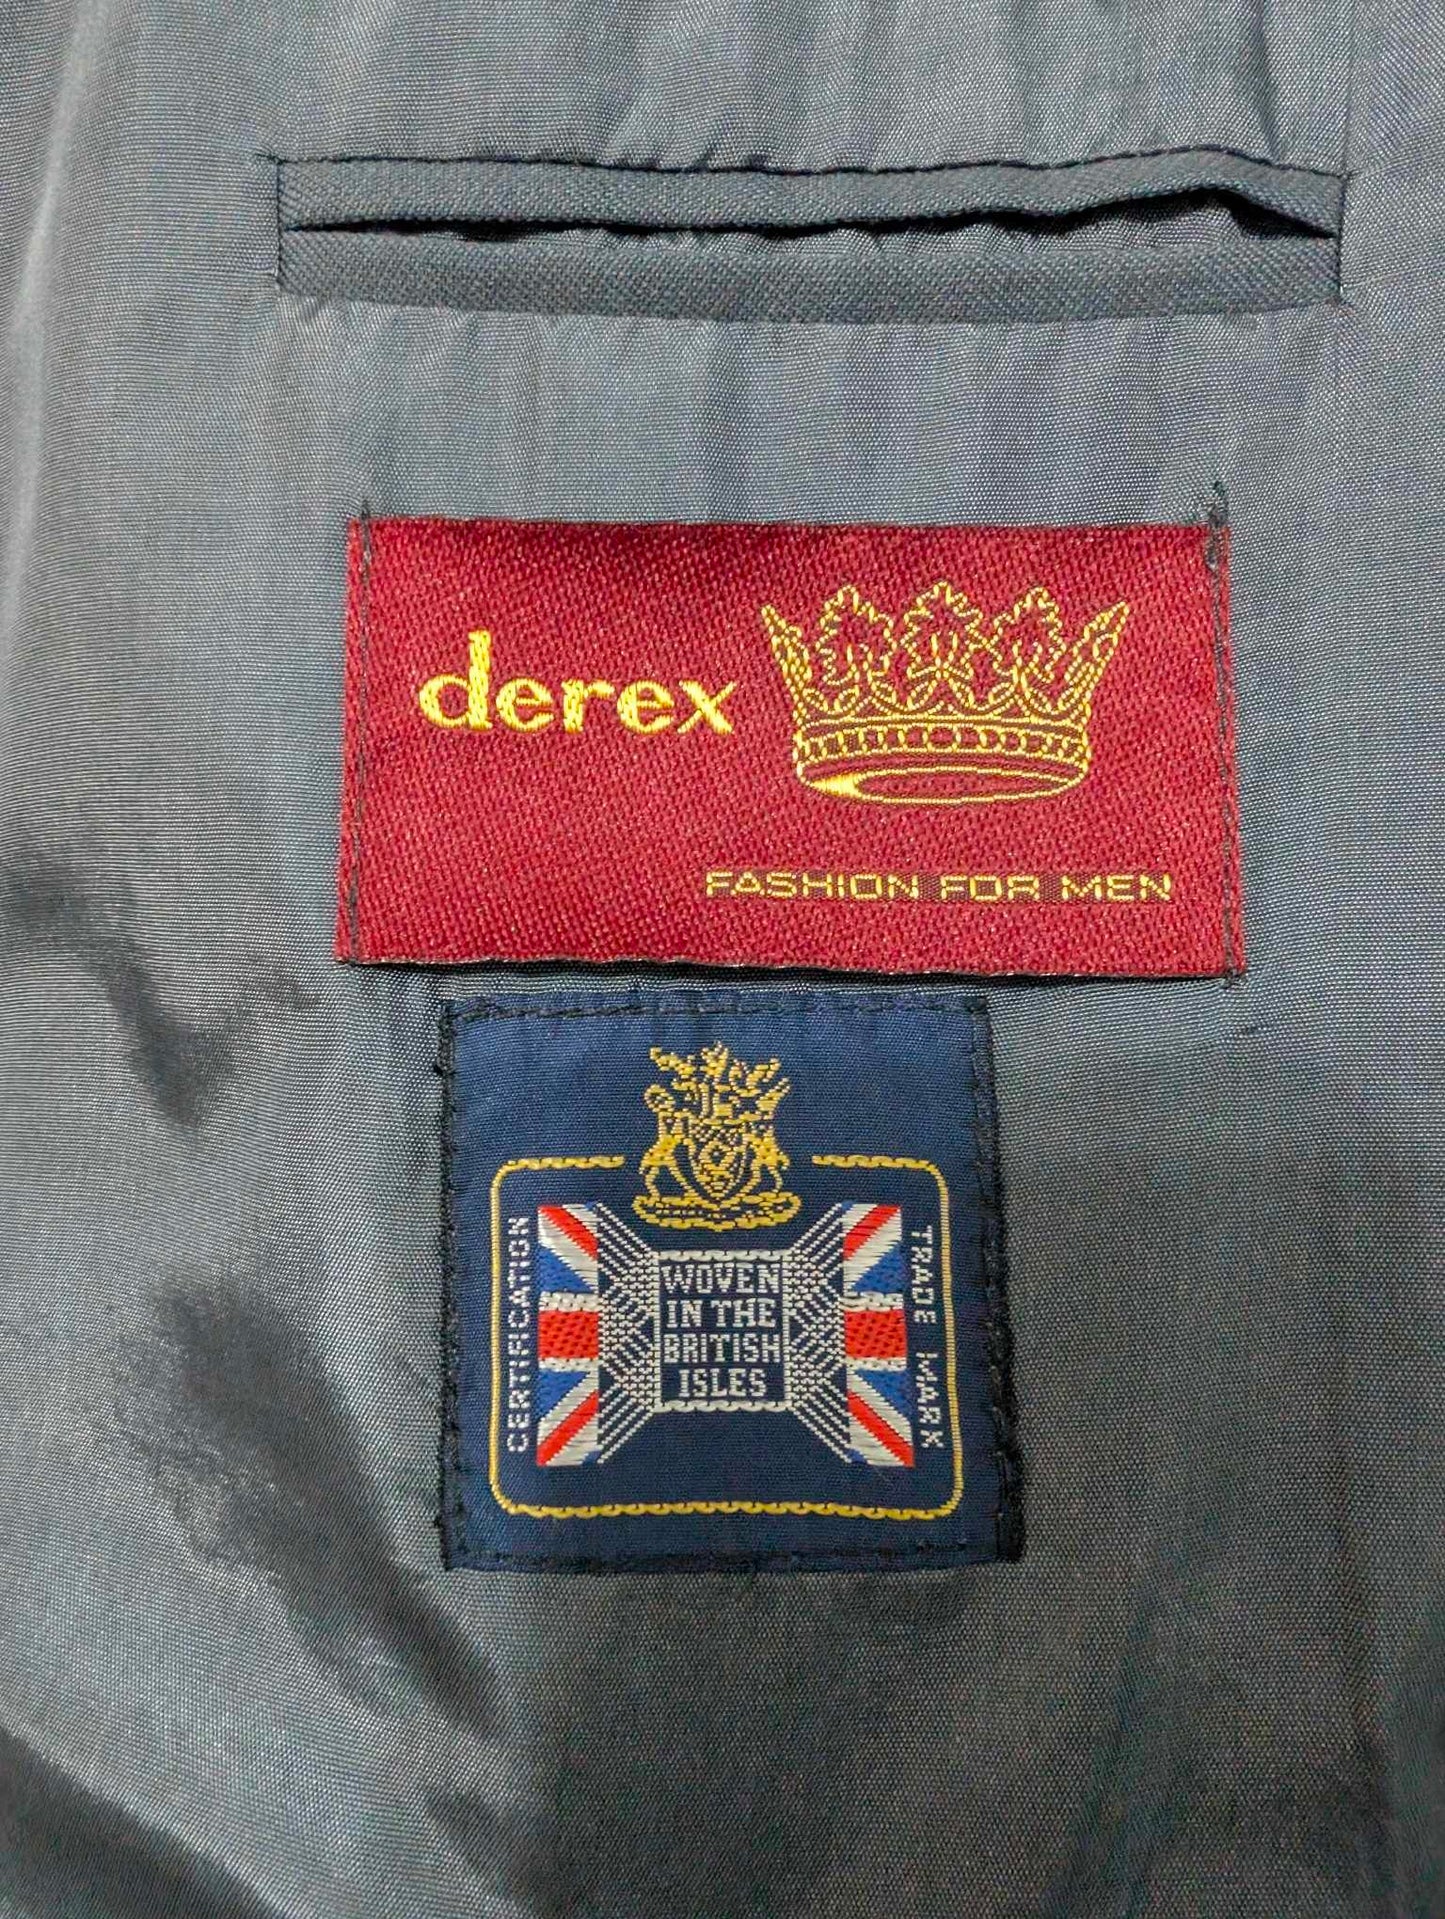 derex
FASHION FOR MEN
CERTIFICATION
WOVEN
IN THE
BRITISH
ISLES
TRADE MARK